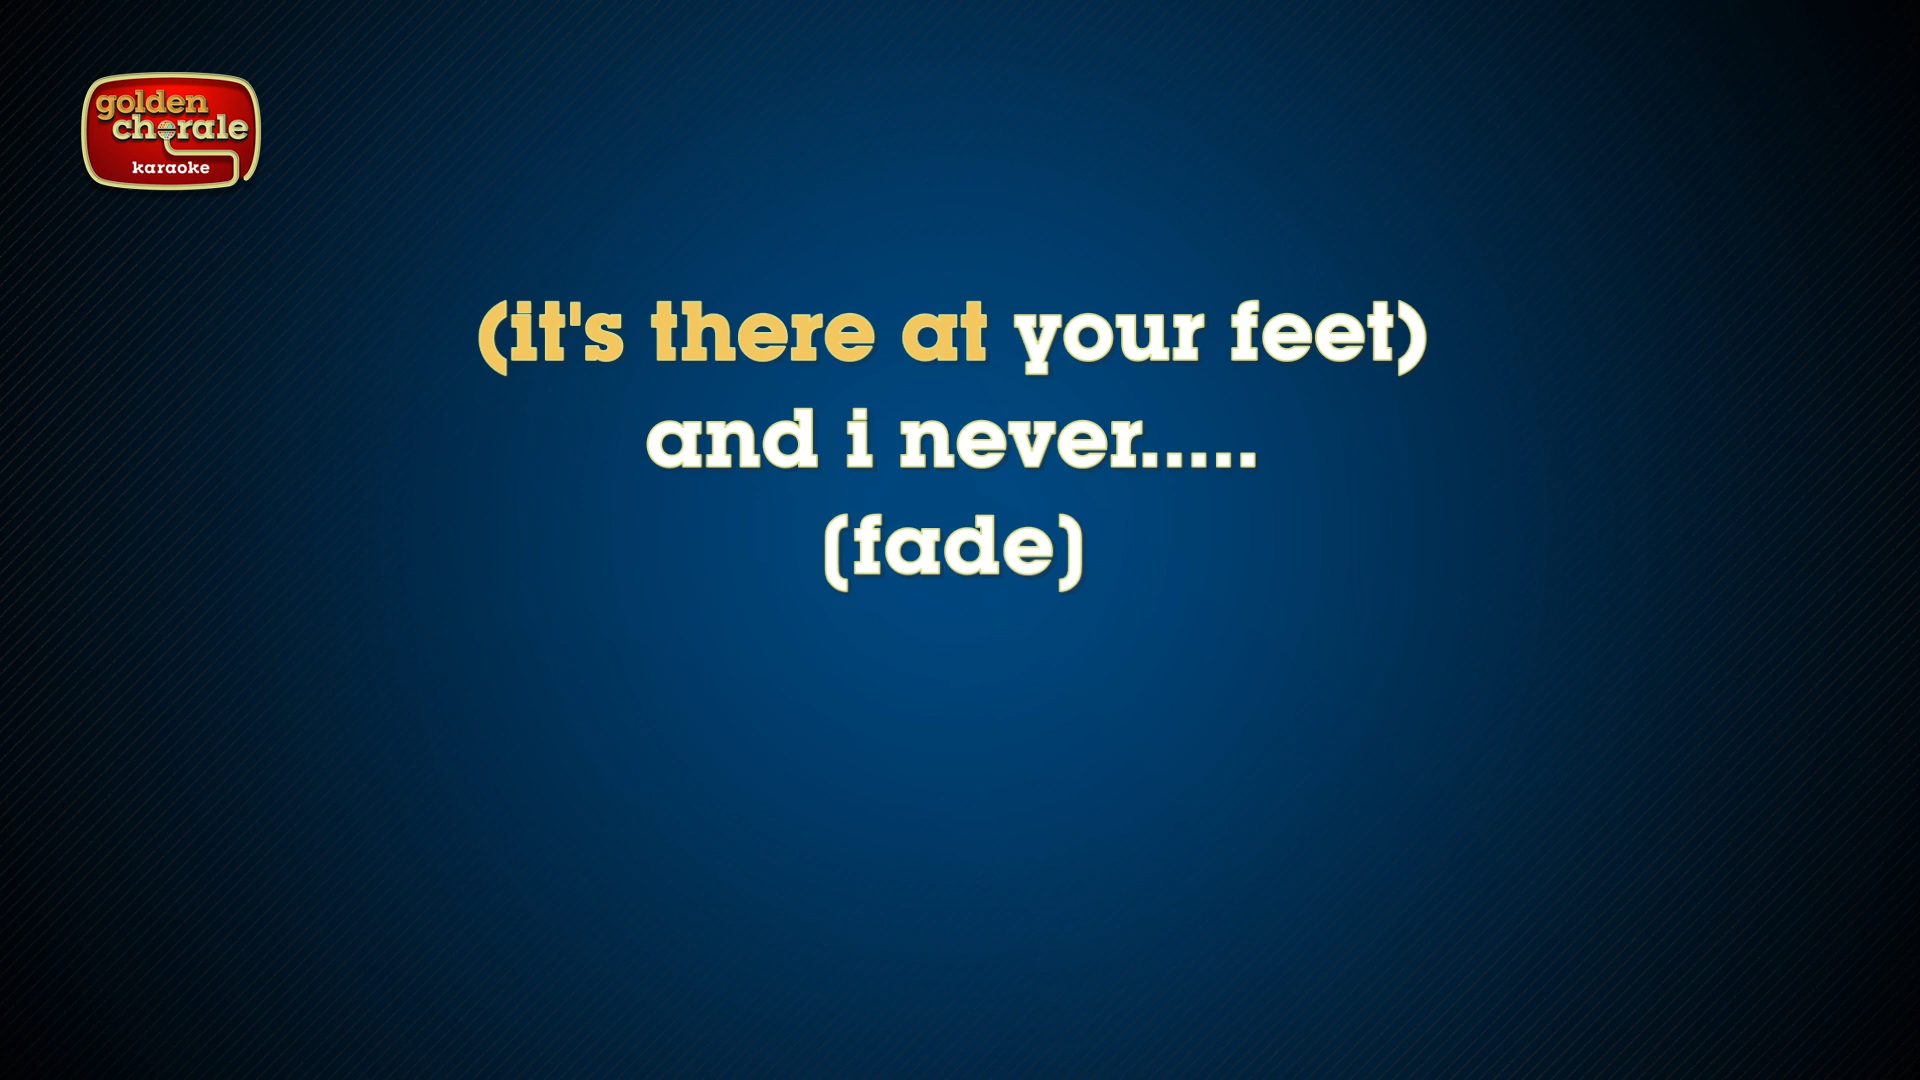 golden
chorale
karaoke
(it's there at your feet)
and i never.....
(fade)